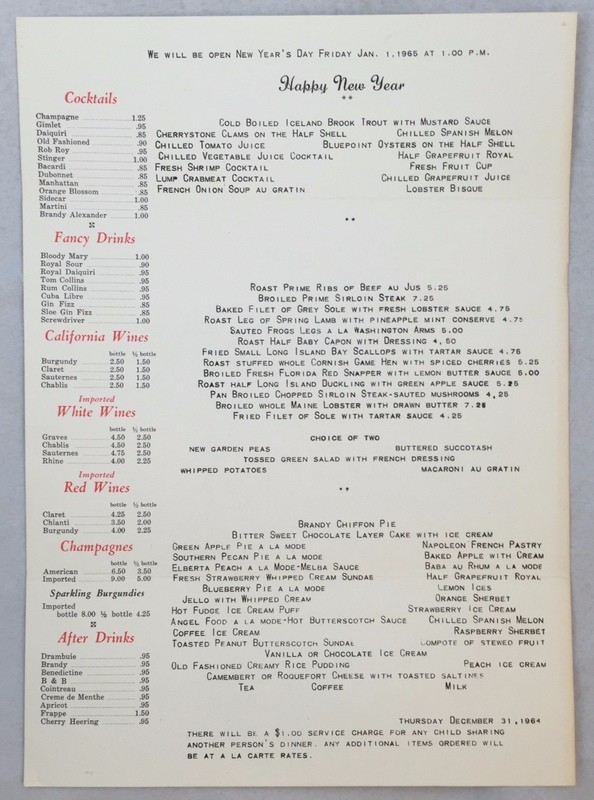 WE WILL BE OPEN NEW YEAR'S DAY FRIDAY JAN. 1,1965 AT 1.00 P.M.
Happy New Year
**
Cocktails
Champagne 1.25
Gimlet .95
Daiquiri .85
Old Fashioned .90
Rob Roy .95
Stinger 1.00
Bacardi .85
Dubonnet .85
Manhattan .85
Orange Blossom .85
Sidecar 1.00
Martini .85
Brandy Alexander 1.00
Fancy Drinks
Bloody Mary 1.00
Royal Sour .90
Royal Daiquiri .95
Tom Collins .95
Rum Collins .95
Cuba Libre .95
Gin Fizz .85
Sloe Gin Fizz .85
Screwdriver 1.00
California Wines
bottle ½ bottle
Burgundy 2.50 1.50
Claret 2.50 1.50
Sauternes 2.50 1.50
Chablis 2.50 1.50
Imported
White Wines
bottle ½ bottle
Graves 4.50 2.50
Chablis 4.50 2.50
Sauternes 4.75 2.50
Rhine 4.00 2.25
Imported
Red Wines
bottle ½ bottle
Claret 4.25 2.50
Chianti 3.50 2.00
Burgundy 4.00 2.25
Champagnes
bottle ½ bottle
American 6.50 3.50
Imported 9.00 5.00
Sparkling Burgundies
Imported
bottle 8.00 ½ bottle 4.25
After Drinks
Drambuie .95
Brandy .95
Benedictine .95
B & B .95
Cointreau .95
Creme de Menthe .95
Apricot .95
Frappe 1.50
Cherry Heering .95
COLD BOILED ICELAND BROOK TROUT WITH MUSTARD SAUCE
CHERRYSTONE CLAMS ON THE HALF SHELL CHILLED SPANISH MELON
CHILLED TOMATO JUICE BLUEPOINT OYSTERS ON THE HALF SHELL
CHILLED VEGETABLE JUICE COCKTAIL HALF GRAPEFRUIT ROYAL
FRESH SHRIMP COCKTAIL FRESH FRUIT CUP
LUMP CRABMEAT COCKTAIL CHILLED GRAPEFRUIT JUICE
FRENCH ONION SOUP AU GRATIN LOBSTER BISQUE
**
ROAST PRIME RIBS OF BEEF AU JUS 5.25
BROILED PRIME SIRLOIN STEAK 7.25
BAKED FILET OF GREY SOLE WITH FRESH LOBSTER SAUCE 4.75
ROAST LEG OF SPRING LAMB WITH PINEAPPLE MINT CONSERVE 4.75
SAUTED FROGS LEGS A LA WASHINGTON ARMS 5.00
ROAST HALF BABY CAPON WITH DRESSING 4,50
FRIED SMALL LONG ISLAND BAY SCALLOPS WITH TARTAR SAUCE 4.75
ROAST STUFFED WHOLE CORNISH GAME HEN WITH SPICED CHERRIES 5.25
BROILED FRESH FLORIDA RED SNAPPER WITH LEMON BUTTER SAUCE 5.00
ROAST HALF LONG ISLAND DUCKLING WITH GREEN APPLE SAUCE 5.25
PAN BROILED CHOPPED SIRLOIN STEAK-SAUTED MUSHROOMS 4,25
BROILED WHOLE MAINE LOBSTER WITH DRAWN BUTTER 7.25
FRIED FILET OF SOLE WITH TARTAR SAUCE 4.25
CHOICE OF TWO
NEW GARDEN PEAS BUTTERED SUCCOTASH
TOSSED GREEN SALAD WITH FRENCH DRESSING
WHIPPED POTATOES MACARONI AU GRATIN
**
BRANDY CHIFFON PIE
BITTER SWEET CHOCOLATE LAYER CAKE WITH ICE CREAM
GREEN APPLE PIE A LA MODE NAPOLEON FRENCH PASTRY
SOUTHERN PECAN PIE A LA MODE BAKED APPLE WITH CREAM
ELBERTA PEACH A LA MODE-MELBA SAUCE BABA AU RHUM A LA MODE
FRESH STRAWBERRY WHIPPED CREAM SUNDAE HALF GRAPEFRUIT ROYAL
BLUEBERRY PIE A LA MODE LEMON ICES
JELLO WITH WHIPPED CREAM ORANGE SHERBET
HOT FUDGE ICE CREAM PUFF STRAWBERRY ICE CREAM
ANGEL FOOD A LA MODE-HOT BUTTERSCOTCH SAUCE CHILLED SPANISH MELON
COFFEE ICE CREAM RASPBERRY SHERBET
TOASTED PEANUT BUTTERSCOTCH SUNDAE COMPOTE OF STEWED FRUIT
VANILLA OR CHOCOLATE ICE CREAM
OLD FASHIONED CREAMY RICE PUDDING PEACH ICE CREAM
CAMEMBERT OR ROQUEFORT CHEESE WITH TOASTED SALTINES
TEA COFFEE MILK
THURSDAY DECEMBER 31,1964
THERE WILL BE A $1.00 SERVICE CHARGE FOR ANY CHILD SHARING
ANOTHER PERSON'S DINNER. ANY ADDITIONAL ITEMS ORDERED WILL
BE AT A LA CARTE RATES.